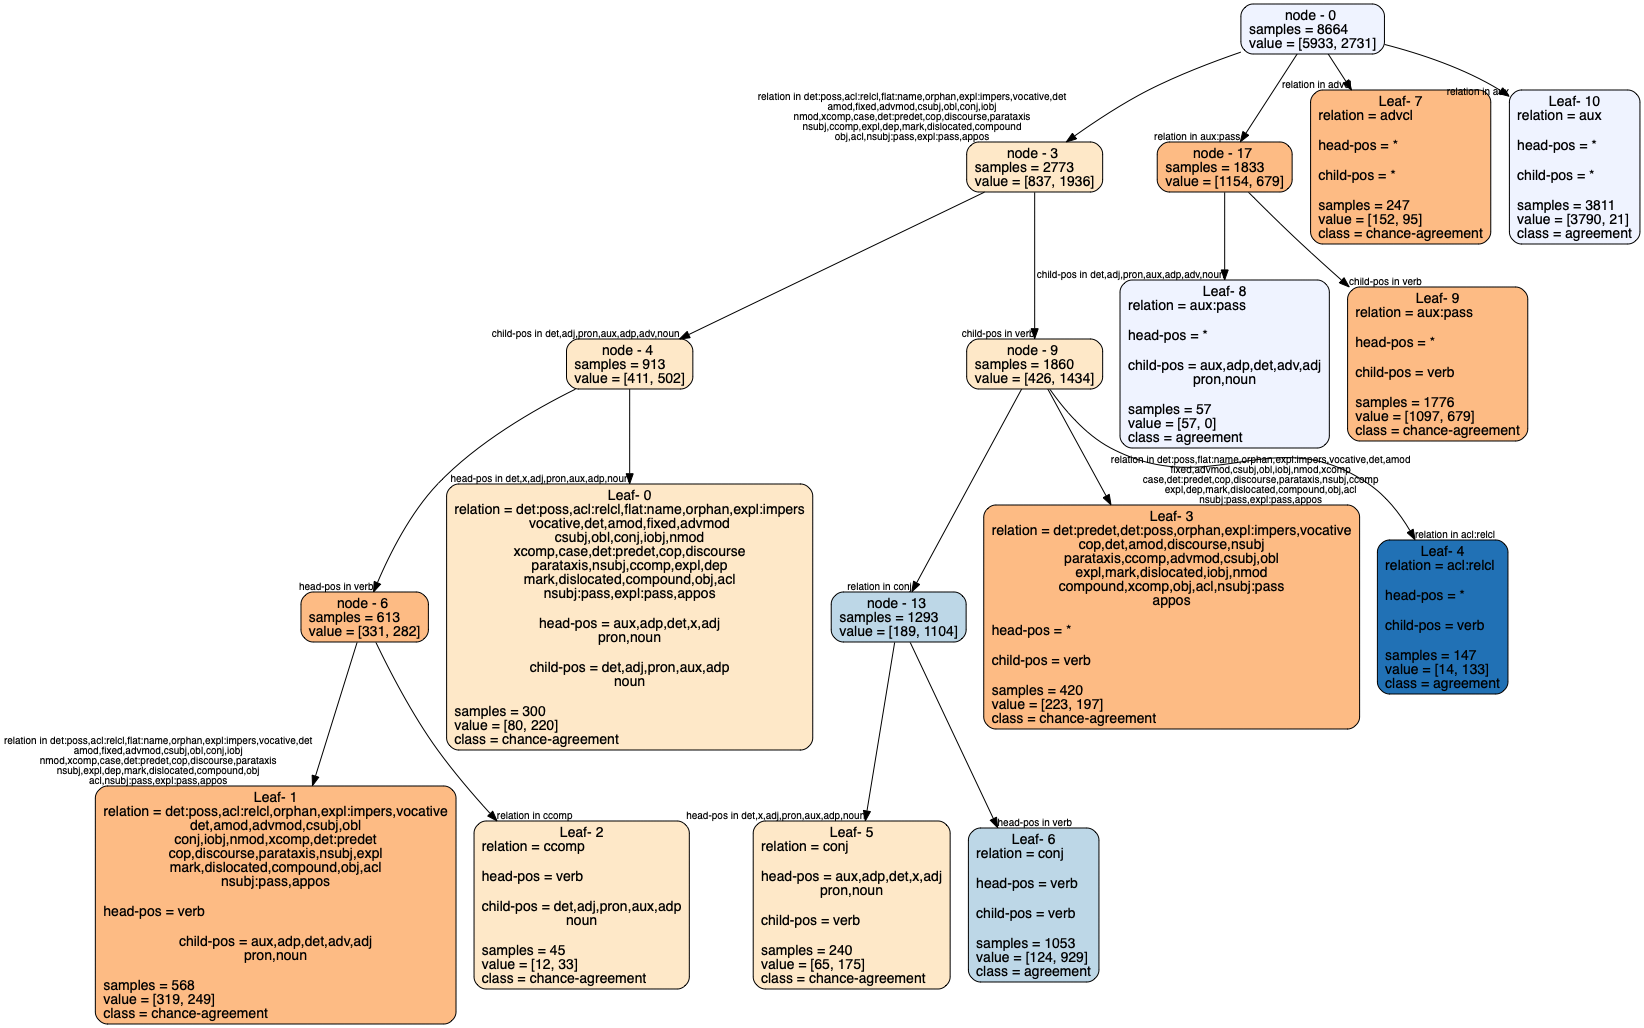 node - 0
samples = 8664
value = [5933, 2731]
relation in det:poss,acl:relcl,flat:name,orphan,expl:impers,vocative,det
amod,fixed,advmod,csubj,obl,conj,iobj
nmod,xcomp,case,det:predet,cop,discourse,parataxis
nsubj,ccomp,expl,dep,mark,dislocated,compound
obj,acl,nsubj:pass,expl:pass,appos
node - 3
samples = 2773
value = [837, 1936]
relation in aux:pass
node - 17
samples = 1833
value = [1154, 679]
relation in
Leaf- 7
relation = advcl
head-pos = *
child-pos = *
samples = 247
value = [152, 95]
class = chance-agreement
relation in
Leaf- 10
relation = aux
head-pos = *
child-pos = *
samples = 3811
value = [3790, 21]
class = agreement
child-pos in det,adj,pron,aux,adp,adv,noun
node - 4
samples = 913
value = [411, 502]
child-pos in verb
node - 9
samples = 1860
value = [426, 1434]
child-pos in det,adj,pron,aux,adp,adv,noun
Leaf- 8
relation = aux:pass
head-pos = *
child-pos = aux,adp,det,adv,adj
pron,noun
samples = 57
value = [57, 0]
class = agreement
child-pos in verb
Leaf- 9
relation = aux:pass
head-pos = *
child-pos = verb
samples = 1776
value = [1097, 679]
class = chance-agreement
head-pos in verb
node - 6
samples = 613
value = [331, 282]
head-pos in det,x,adj,pron,aux,adp,noun
Leaf- 0
relation = det:poss,acl:relcl,flat:name,orphan,expl:impers
vocative,det,amod,fixed,advmod
csubj,obl,conj,iobj,nmod
xcomp,case,det:predet,cop,discourse
parataxis,nsubj,ccomp,expl,dep
mark,dislocated,compound,obj,acl
nsubj:pass,expl:pass,appos
head-pos = aux,adp,det,x,adj
pron,noun
child-pos = det,adj,pron,aux,adp
noun
samples = 300
value = [80, 220]
class = chance-agreement
relation in conj
node - 13
samples = 1293
value = [189, 1104]
relation in det:poss,flat:name,orphan,expl:impers,vocative,det,amod
fixed,advmod,csubj,obl,iobj,nmod,xcomp
case,det:predet,cop,discourse,parataxis,nsubj,ccomp
expl,dep,mark,dislocated,compound,obj,acl
nsubj:pass,expl:pass,appos
Leaf- 3
relation = det:predet,det:poss,orphan,expl:impers,vocative
cop,det,amod,discourse,nsubj
parataxis,ccomp,advmod,csubj,obl
expl,mark,dislocated,iobj,nmod
compound,xcomp,obj,acl,nsubj:pass
appos
head-pos = *
child-pos = verb
samples = 420
value = [223, 197]
class = chance-agreement
relation in acl:relcl
Leaf- 4
relation = acl:relcl
head-pos = *
child-pos = verb
samples = 147
value = [14, 133]
class = agreement
relation in det:poss,acl:relcl,flat:name,orphan,expl:impers,vocative,det
amod,fixed,advmod,csubj,obl,conj,iobj
nmod,xcomp,case,det:predet,cop,discourse,parataxis
nsubj,expl,dep,mark,dislocated,compound,obj
acl,nsubj:pass,expl:pass,appos
Leaf- 1
relation = det:poss,acl:relcl,orphan,expl:impers,vocative
det,amod,advmod,csubj,obl
conj,iobj,nmod,xcomp,det:predet
cop,discourse,parataxis,nsubj,expl
mark,dislocated,compound,obj,acl
nsubj:pass,appos
head-pos = verb
child-pos = aux,adp,det,adv,adj
pron,noun
samples = 568
value = [319, 249]
class = chance-agreement
relation in ccomp
Leaf- 2
relation = ccomp
head-pos = verb
child-pos = det,adj,pron,aux,adp
noun
samples = 45
value = [12, 33]
class = chance-agreement
head-pos in det,x,adj,pron,aux,adp,noun
Leaf- 5
relation = conj
head-pos = aux,adp,det,x,adj
pron,noun
child-pos = verb
samples = 240
value = [65, 175]
class = chance-agreement
head-pos in verb
Leaf- 6
relation = conj
head-pos = verb
child-pos = verb
samples = 1053
value = [124, 929]
class = agreement